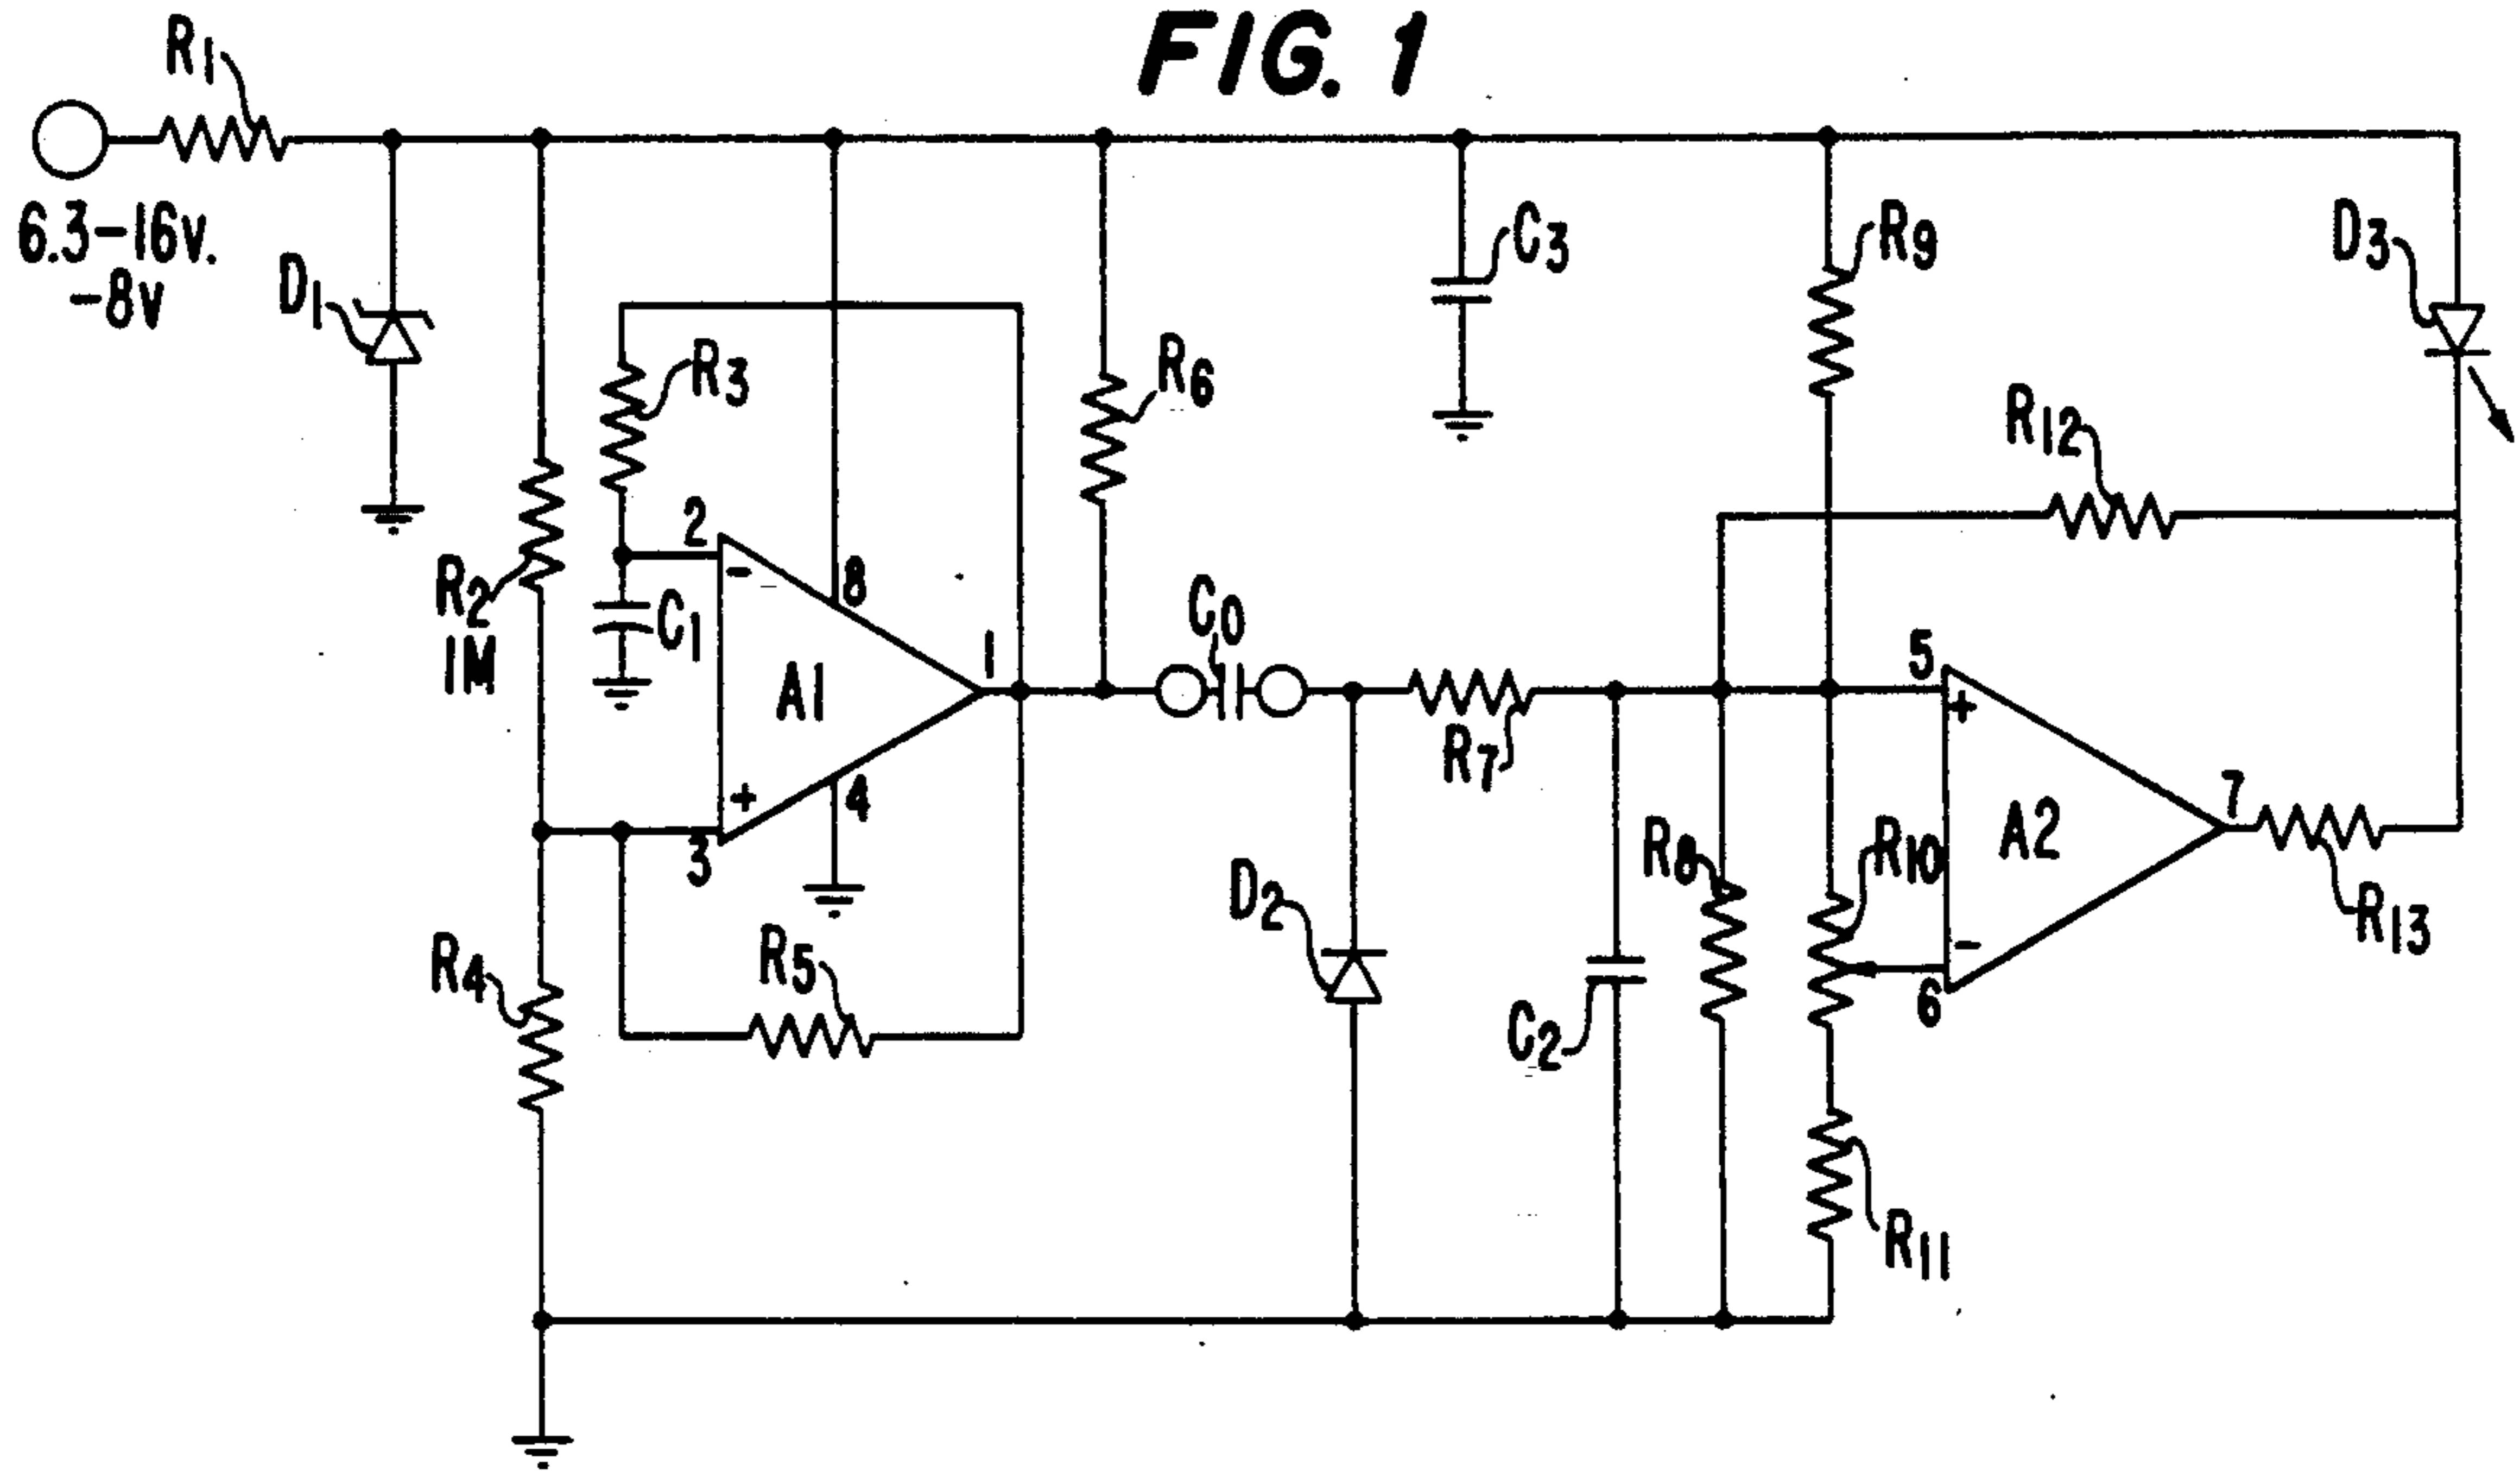 FIG. 1
R1
6.3-16v.
-8v
D1
R2
1M
R3
2
-
C1
8
A1
1
+
3
4
R4
R5
R6
C0
C3
R9
D3
R12
R7
5
+
D2
C2
R8
R10
A2
7
-
6
R13
R11